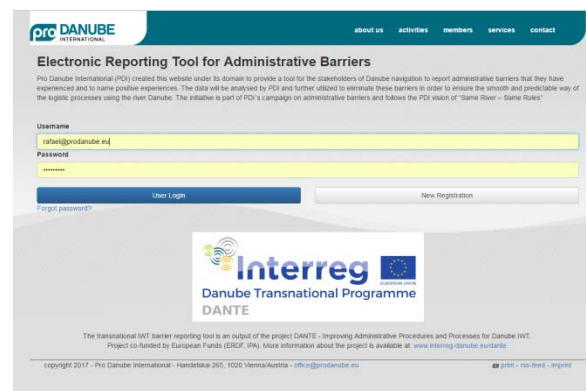 pro DANUBE
INTERNATIONAL
about us activities members services contact
Electronic Reporting Tool for Administrative Barriers
Pro Danube International (PDI) created this website under its domain to provide a tool for the stakeholders of Danube navigation to report administrative barriers that they have
experienced and to name positive experiences. The data will be analysed by PDI and further utilized to eliminate these barriers in order to ensure the smooth and predictable way of
the logistic processes using the river Danube. The initiative is part of PDI's campaign on administrative barriers and follows the PDI vision of "Same River – Same Rules"
Username
rafael@prodanube.eu
Password
•••••••••
User Login New Registration
Forgot password?
Interreg
EUROPEAN UNION
Danube Transnational Programme
DANTE
The transnational IWT barrier reporting tool is an output of the project DANTE - Improving Administrative Procedures and Processes for Danube IWT.
Project co-funded by European Funds (ERDF, IPA). More information about the project is available at: www.interreg-danube.eu/dante
copyright 2017 - Pro Danube International - Handelskai 265, 1020 Vienna/Austria - office@prodanube.eu print - rss-feed - imprint